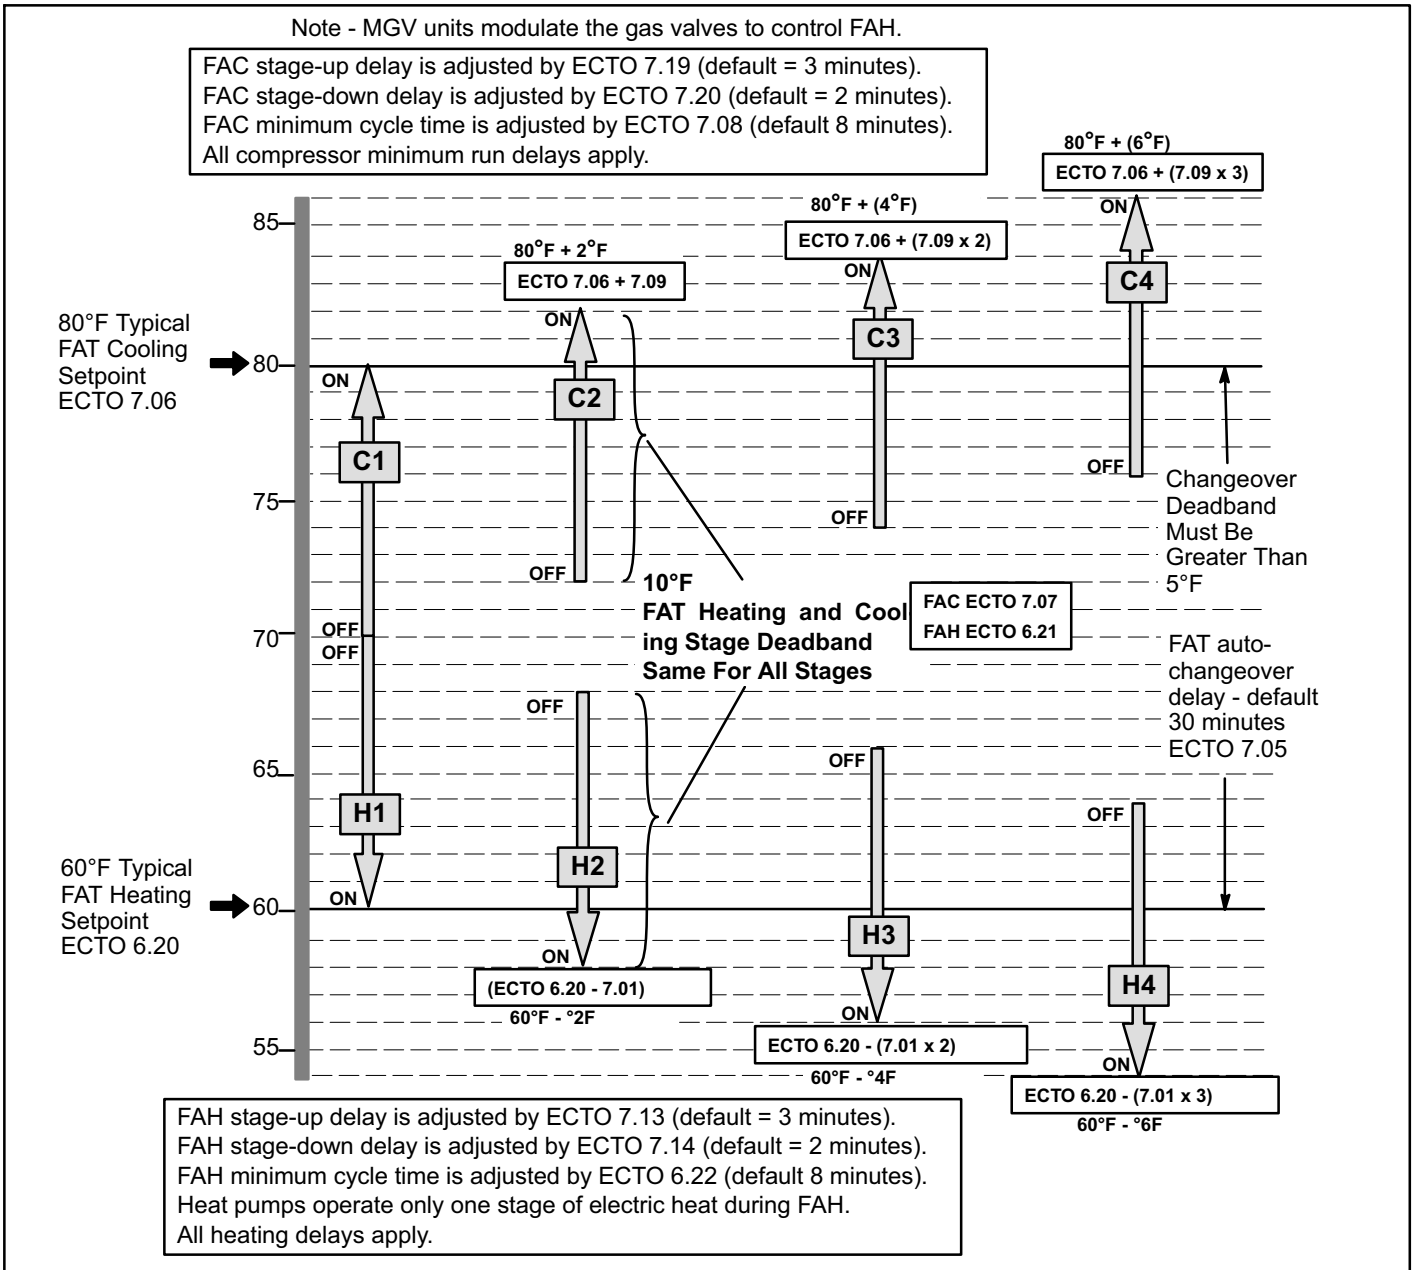 Note - MGV units modulate the gas valves to control FAH.
FAC stage-up delay is adjusted by ECTO 7.19 (default = 3 minutes).
FAC stage-down delay is adjusted by ECTO 7.20 (default = 2 minutes).
FAC minimum cycle time is adjusted by ECTO 7.08 (default 8 minutes).
All compressor minimum run delays apply.
80°F + (6°F)
ECTO 7.06 + (7.09 x 3)
80°F + (4°F)
ECTO 7.06 + (7.09 x 2)
80°F + 2°F
ECTO 7.06 + 7.09
85
ON
ON
ON
C4
C3
80°F Typical
FAT Cooling
Setpoint
ECTO 7.06
80
ON
C2
C1
OFF
75
OFF
OFF
Changeover
Deadband
Must Be
Greater Than
5°F
10°F
FAT Heating and Cool
ing Stage Deadband
Same For All Stages
FAC ECTO 7.07
FAH ECTO 6.21
70
OFF
OFF
FAT auto-
changeover
delay - default
30 minutes
ECTO 7.05
OFF
OFF
65
OFF
H1
H2
60°F Typical
FAT Heating
Setpoint
ECTO 6.20
60
ON
H3
ON
H4
(ECTO 6.20 - 7.01)
60°F - °2F
ON
ECTO 6.20 - (7.01 x 2)
60°F - °4F
55
ON
ECTO 6.20 - (7.01 x 3)
60°F - °6F
FAH stage-up delay is adjusted by ECTO 7.13 (default = 3 minutes).
FAH stage-down delay is adjusted by ECTO 7.14 (default = 2 minutes).
FAH minimum cycle time is adjusted by ECTO 6.22 (default 8 minutes).
Heat pumps operate only one stage of electric heat during FAH.
All heating delays apply.